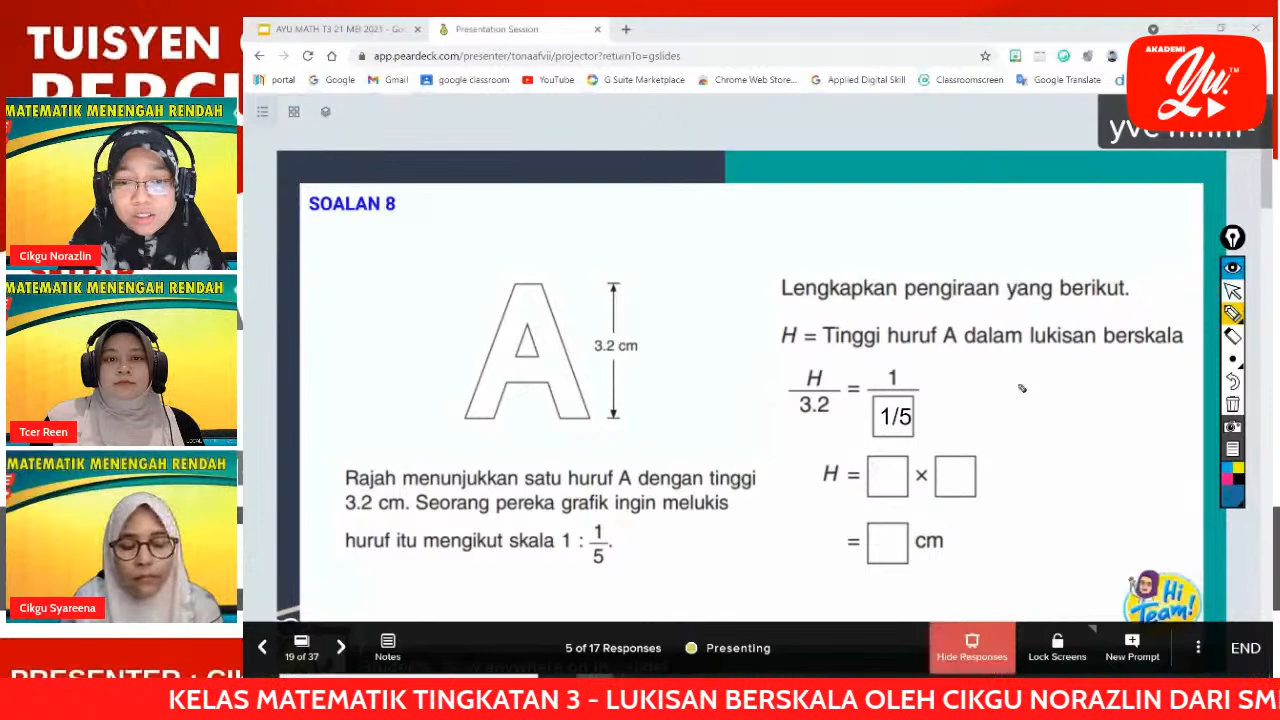 TUISYEN
MATEMATIK MENENGAH RENDAH
Cikgu Norazlin
MATEMATIK MENENGAH RENDAH
Tcer Reen
MATEMATIK MENENGAH RENDAH
Cikgu Syareena
AYU MATH T3 21 MEI 2021 - Go
Presentation Session
app.peardeck.com/presenter/tonaafvii/projector?returnTo=gslides
portal
Google
Gmail
google classroom
YouTube
G Suite Marketplace
Chrome Web Store...
Applied Digital Skill
Classroomscreen
Google Translate
AKADEMI
Yu.™
SOALAN 8
3.2 cm
Rajah menunjukkan satu huruf A dengan tinggi
3.2 cm. Seorang pereka grafik ingin melukis
huruf itu mengikut skala 1 : 1/5.
Lengkapkan pengiraan yang berikut.
H = Tinggi huruf A dalam lukisan berskala
H/3.2 = 1/
1/5
H = □ × □
= □ cm
Hi
Team!
19 of 37
Notes
5 of 17 Responses
Presenting
Hide Responses
Lock Screens
New Prompt
END
KELAS MATEMATIK TINGKATAN 3 - LUKISAN BERSKALA OLEH CIKGU NORAZLIN DARI SM